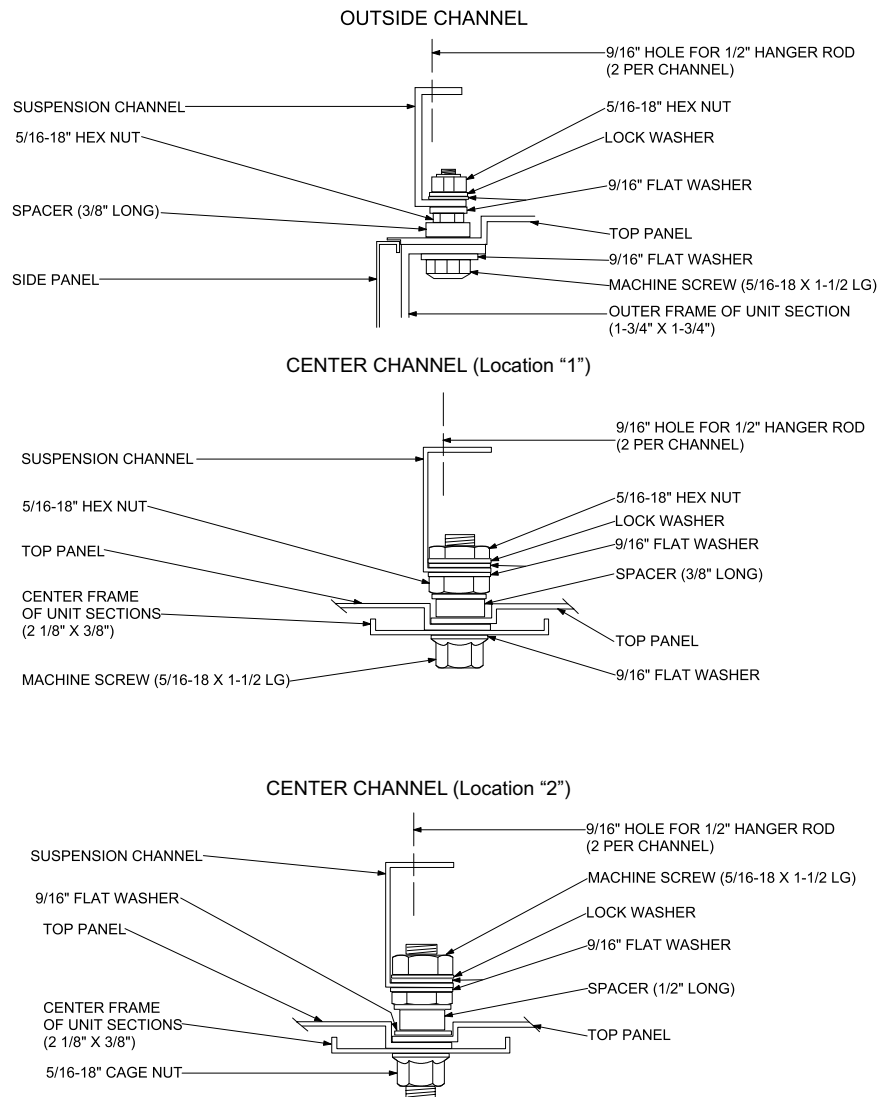 OUTSIDE CHANNEL
9/16" HOLE FOR 1/2" HANGER ROD
(2 PER CHANNEL)
SUSPENSION CHANNEL
5/16-18" HEX NUT
5/16-18" HEX NUT
LOCK WASHER
9/16" FLAT WASHER
SPACER (3/8" LONG)
TOP PANEL
9/16" FLAT WASHER
SIDE PANEL
MACHINE SCREW (5/16-18 X 1-1/2 LG)
OUTER FRAME OF UNIT SECTION
(1-3/4" X 1-3/4")
CENTER CHANNEL (Location “1”)
9/16" HOLE FOR 1/2" HANGER ROD
(2 PER CHANNEL)
SUSPENSION CHANNEL
5/16-18" HEX NUT
5/16-18" HEX NUT
LOCK WASHER
9/16" FLAT WASHER
TOP PANEL
SPACER (3/8" LONG)
CENTER FRAME
OF UNIT SECTIONS
(2 1/8" X 3/8")
TOP PANEL
MACHINE SCREW (5/16-18 X 1-1/2 LG)
9/16" FLAT WASHER
CENTER CHANNEL (Location “2”)
9/16" HOLE FOR 1/2" HANGER ROD
(2 PER CHANNEL)
SUSPENSION CHANNEL
MACHINE SCREW (5/16-18 X 1-1/2 LG)
9/16" FLAT WASHER
LOCK WASHER
TOP PANEL
9/16" FLAT WASHER
SPACER (1/2" LONG)
CENTER FRAME
OF UNIT SECTIONS
(2 1/8" X 3/8")
TOP PANEL
5/16-18" CAGE NUT